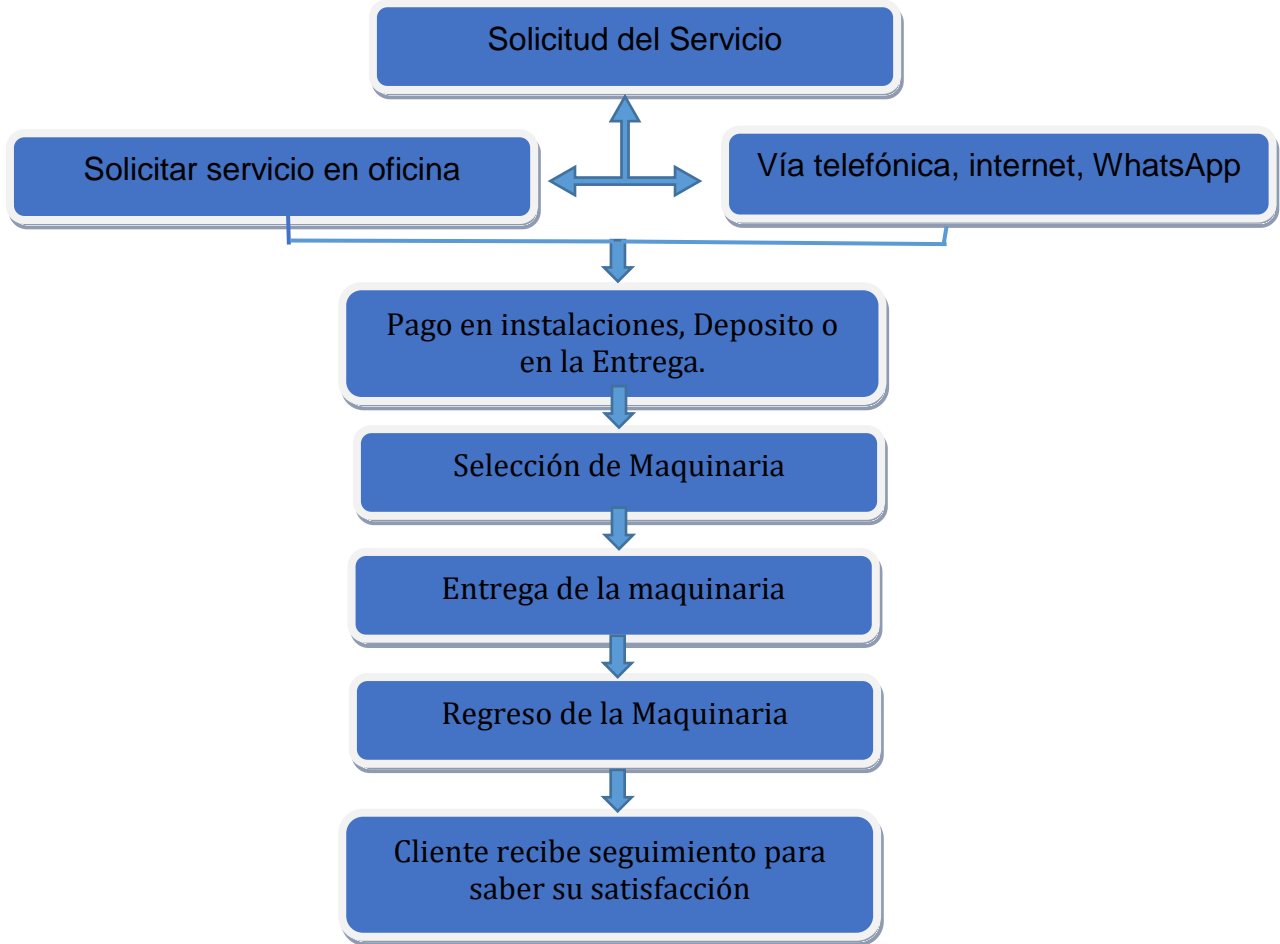 Solicitud del Servicio
Solicitar servicio en oficina
Vía telefónica, internet, WhatsApp
Pago en instalaciones, Deposito o
en la Entrega.
Selección de Maquinaria
Entrega de la maquinaria
Regreso de la Maquinaria
Cliente recibe seguimiento para
saber su satisfacción